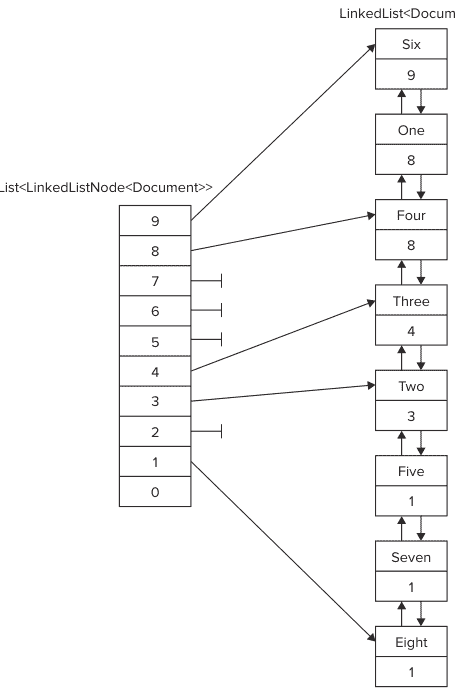 LinkedList<Docum
Six
9
One
8
List<LinkedListNode<Document>>
9
8
7
6
5
4
3
2
1
0
Four
8
Three
4
Two
3
Five
1
Seven
1
Eight
1